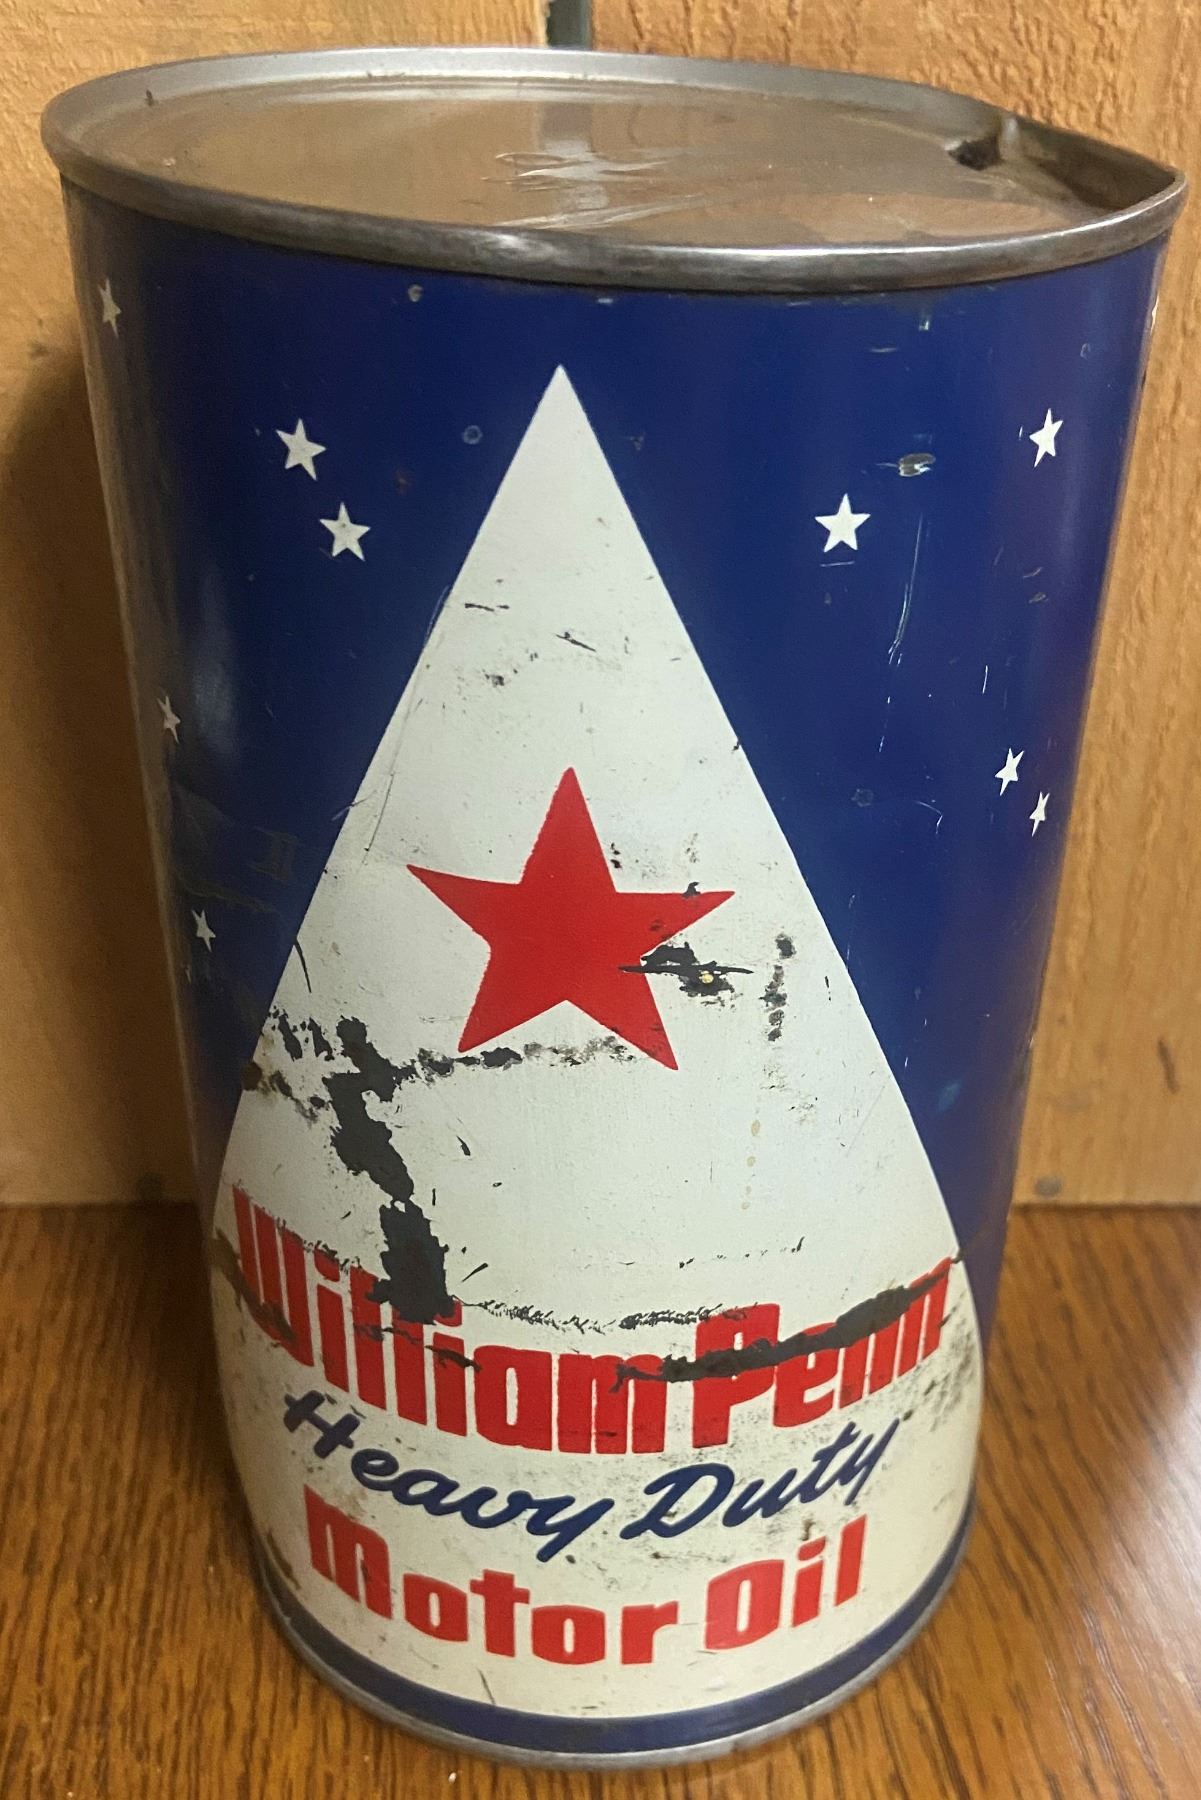 William Penn
Heavy Duty
Motor Oil